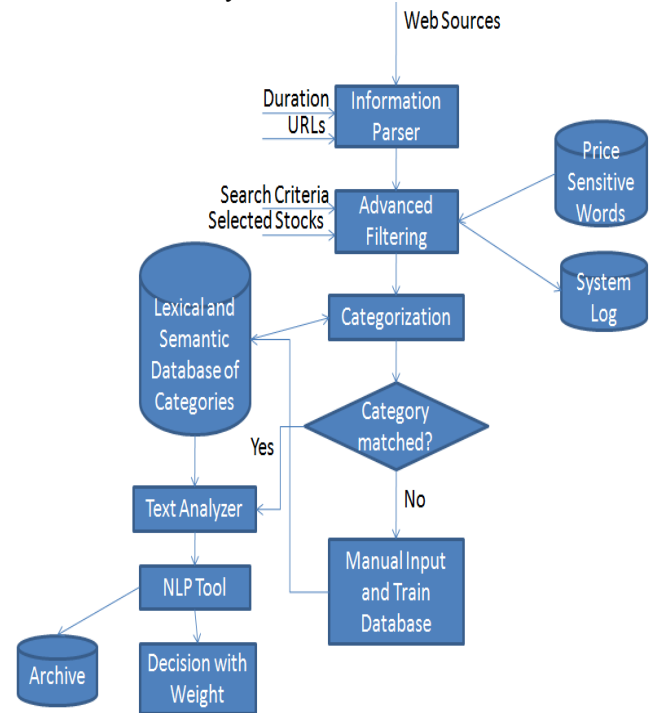 Web Sources
Duration
URLs
Information
Parser
Price
Sensitive
Words
Search Criteria
Selected Stocks
Advanced
Filtering
System
Log
Lexical and
Semantic
Database of
Categories
Categorization
Category
matched?
Yes
No
Text Analyzer
Manual Input
and Train
Database
NLP Tool
Archive
Decision with
Weight